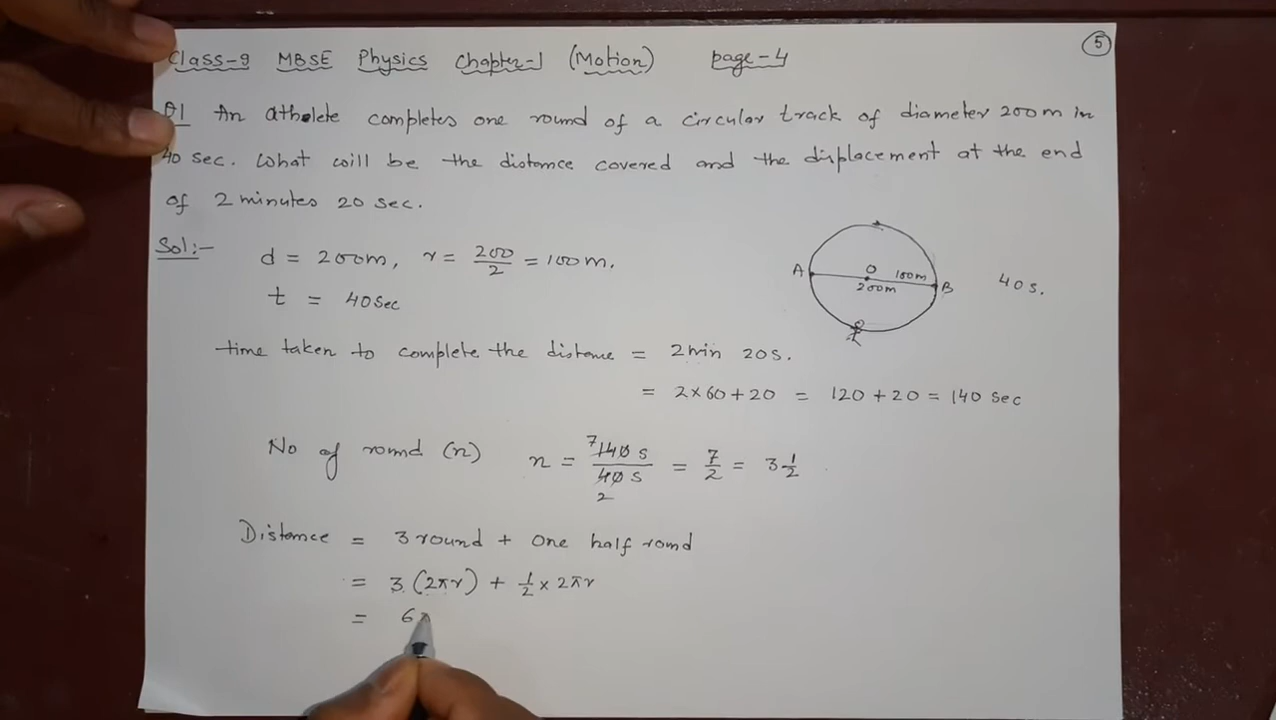 5
Class-9 MBSE Physics Chapter-1 (Motion) page-4
Q1 An athelete completes one round of a circular track of diameter 200m in
40 sec. What will be the distance covered and the displacement at the end
of 2 minutes 20 sec.
Sol:-
d = 200m, r = 200/2 = 100m.
t = 40sec
A O 100m B
200m
40s.
time taken to complete the distance = 2min 20s.
= 2×60+20 = 120+20 = 140 sec
No of round (n) n = 140s/40s = 7/2 = 3 1/2
7
2
Distance = 3 round + one half round
= 3 (2πr) + 1/2 × 2πr
= 6